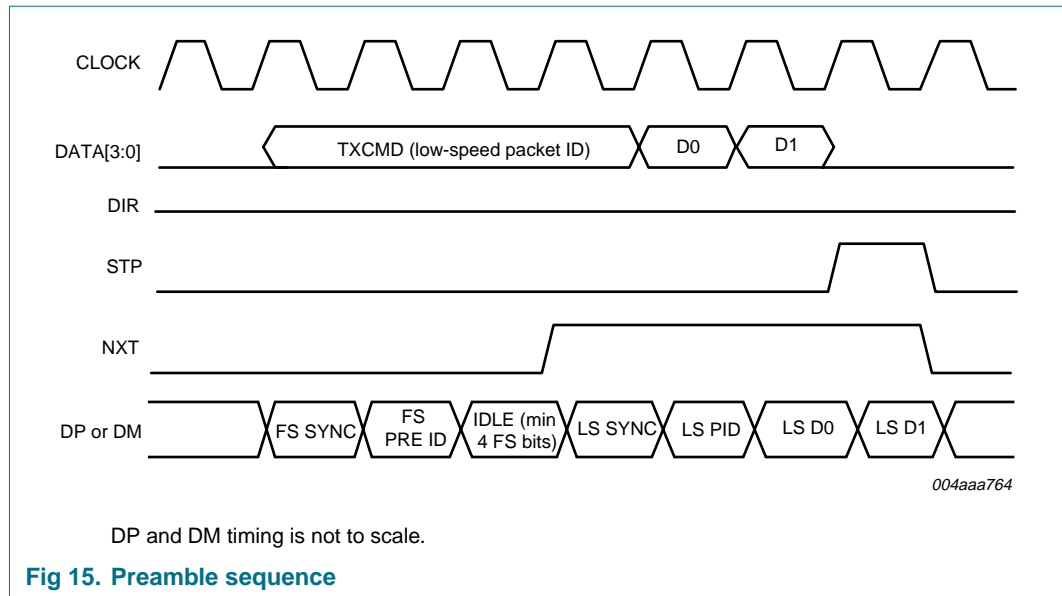 CLOCK
DATA[3:0]
TXCMD (low-speed packet ID)
D0
D1
DIR
STP
NXT
DP or DM
FS SYNC
FS
PRE ID
IDLE (min
4 FS bits)
LS SYNC
LS PID
LS D0
LS D1
004aaa764
DP and DM timing is not to scale.
Fig 15. Preamble sequence